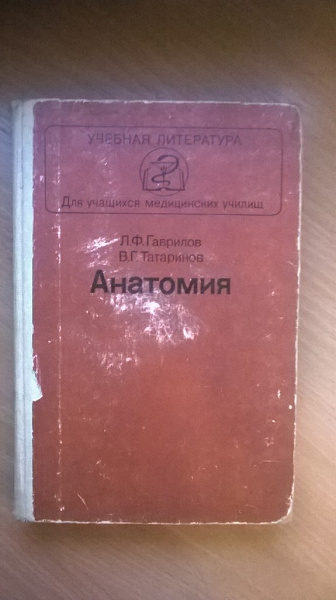 УЧЕБНАЯ ЛИТЕРАТУРА
Для учащихся медицинских училищ
Л.Ф.Гаврилов
В.Г.Татаринов
Анатомия